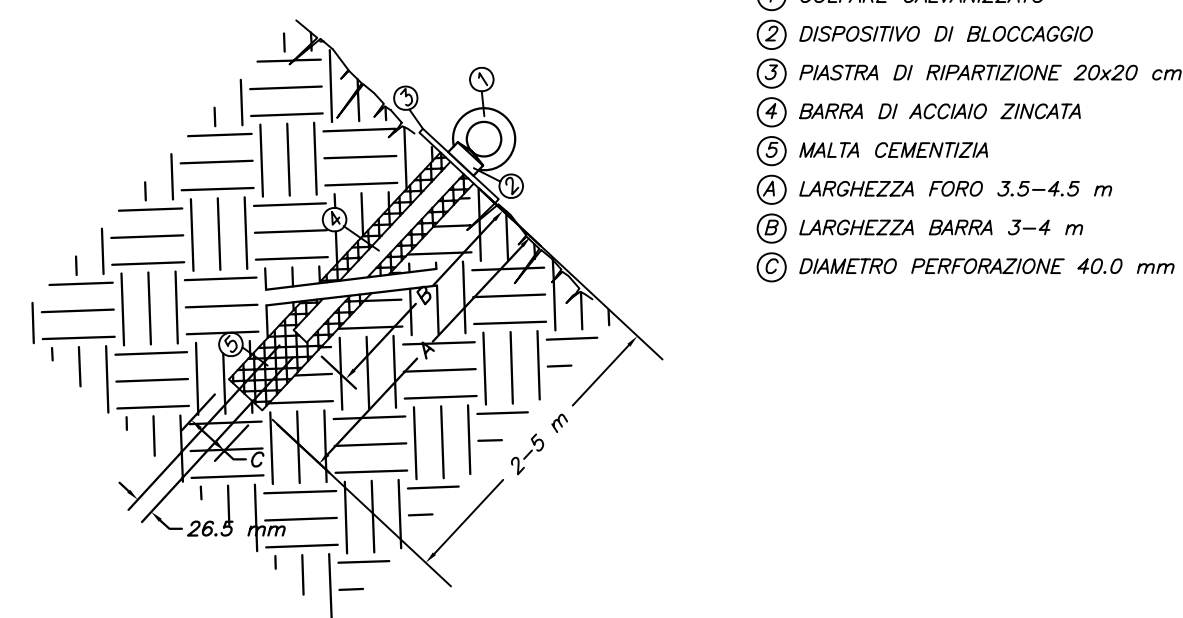 1 GOLFARE GALVANIZZATO
2 DISPOSITIVO DI BLOCCAGGIO
3 PIASTRA DI RIPARTIZIONE 20x20 cm
4 BARRA DI ACCIAIO ZINCATA
5 MALTA CEMENTIZIA
A LARGHEZZA FORO 3.5-4.5 m
B LARGHEZZA BARRA 3-4 m
C DIAMETRO PERFORAZIONE 40.0 mm
1
3
2
4
B
5
A
2-5 m
C
26.5 mm